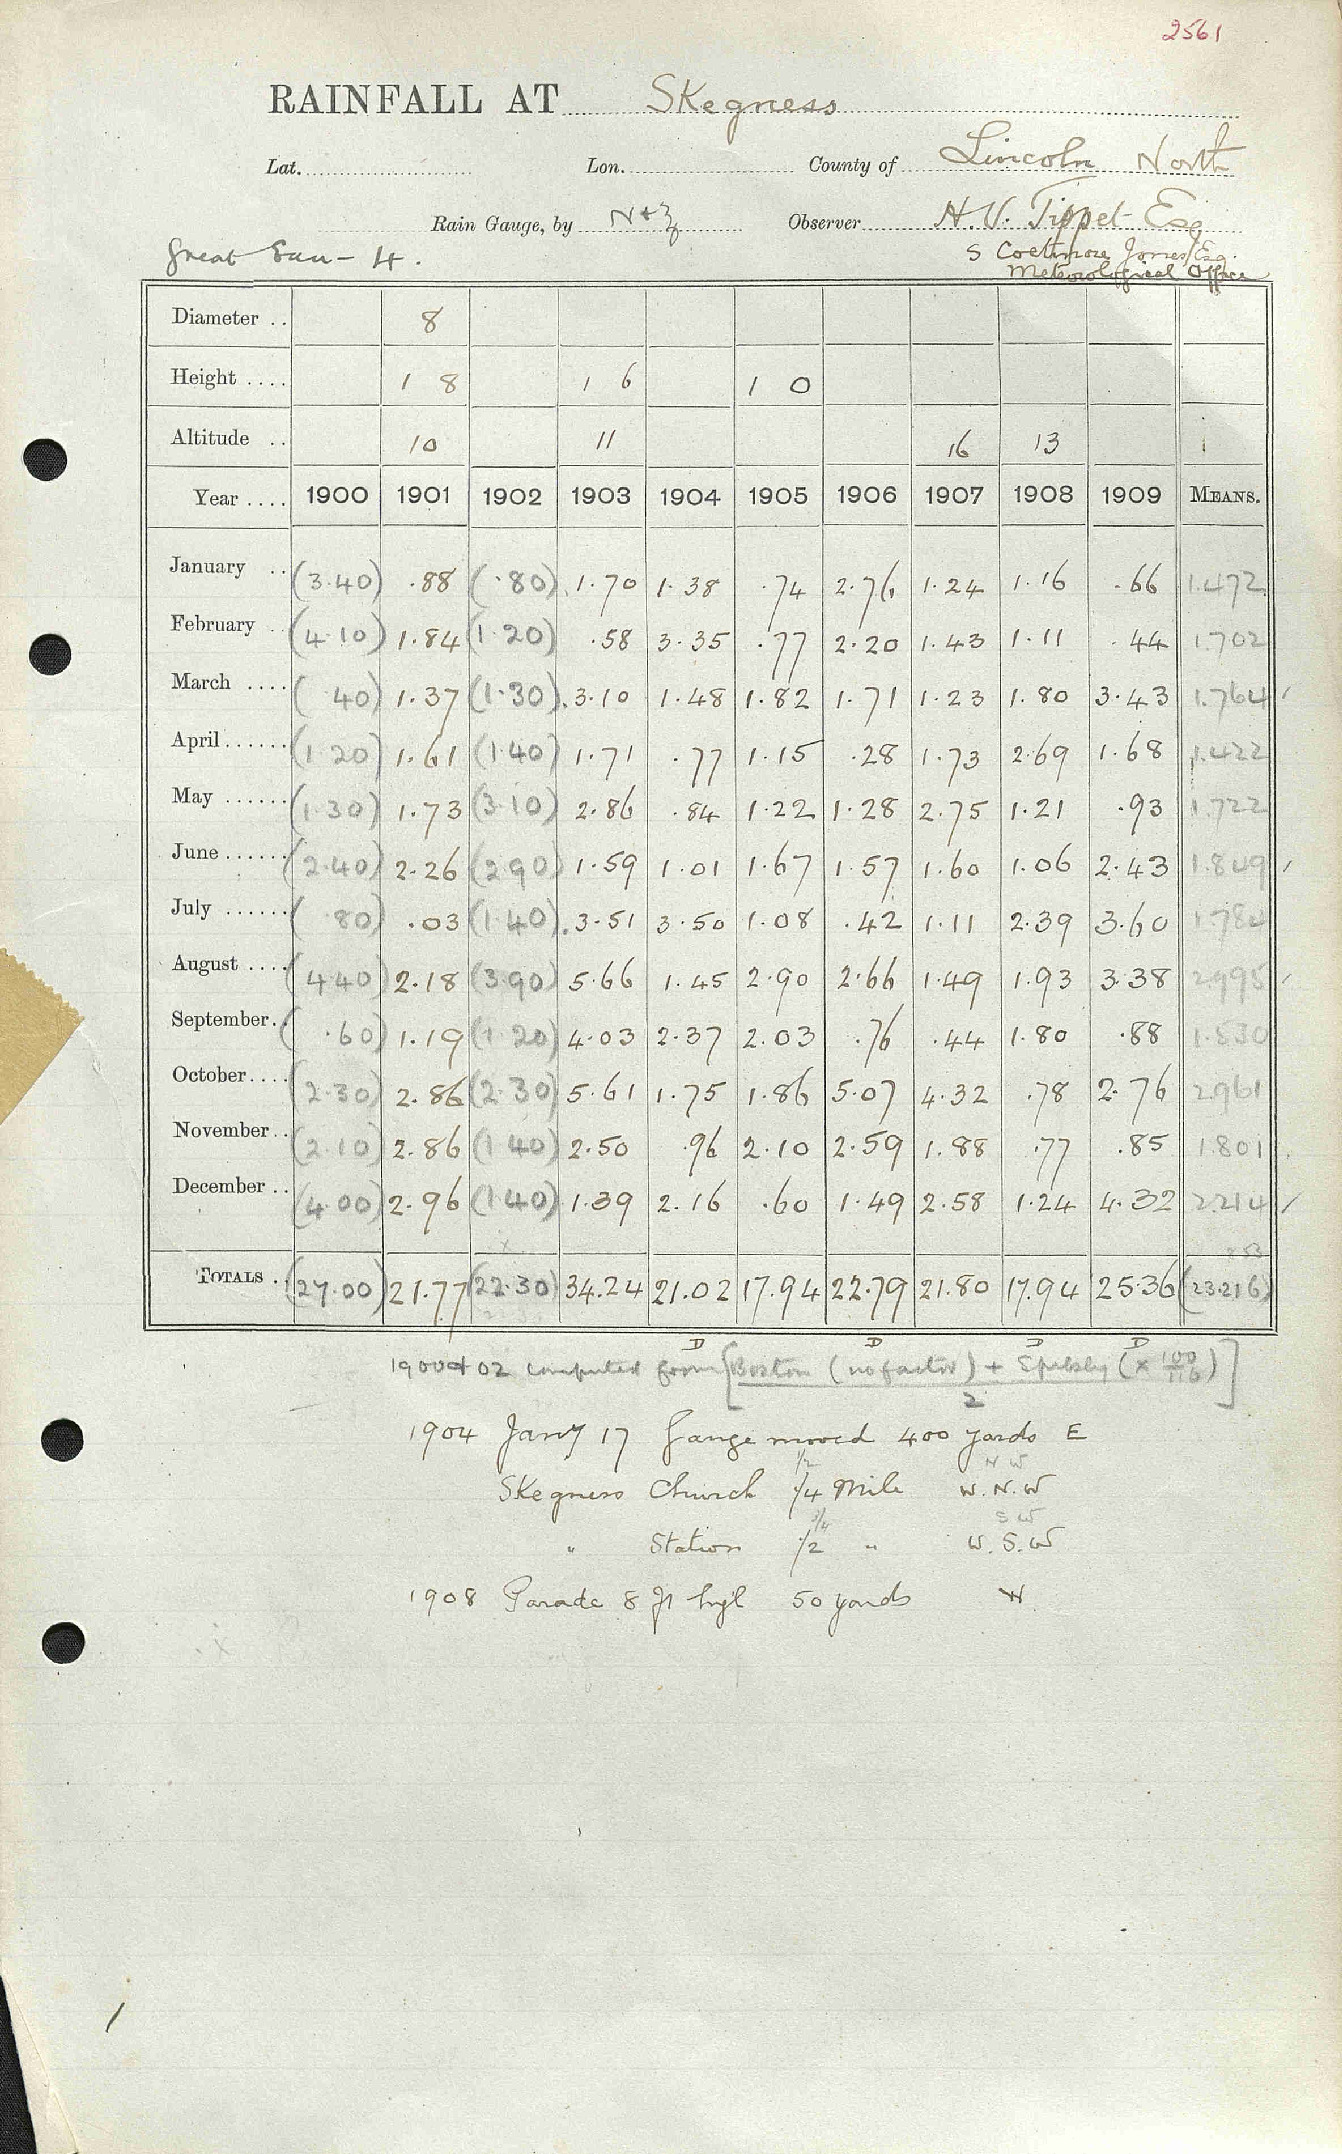 2561
RAINFALL AT Skegness
Lat. Lon. County of Lincoln North
Rain Gauge, by N & Z Observer H. V. Tippet Esq
S Coetmore Jones Esq.
Meteorological Office
Diameter .. 8
Height .... 1 8 1 6 1 0
Altitude .. 10 11 16 13
Year .... 1900 1901 1902 1903 1904 1905 1906 1907 1908 1909 MEANS.
January .. (3.40) .88 (.80) 1.70 1.38 .74 2.76 1.24 1.16 .66 1.472
February .. (4.10) 1.84 (1.20) .58 3.35 .77 2.20 1.43 1.11 .44 1.702
March .... ( 40) 1.37 (1.30) 3.10 1.48 1.82 1.71 1.23 1.80 3.43 1.764
April ...... (1 20) 1.61 (1.40) 1.71 .77 1.15 .28 1.73 2.69 1.68 1.422
May ...... (1.30) 1.73 (3.10) 2.86 .84 1.22 1.28 2.75 1.21 .93 1.722
June ...... (2.40) 2.26 (2.90) 1.59 1.01 1.67 1.57 1.60 1.06 2.43 1.849
July ...... ( 80) .03 (1.40) 3.51 3.50 1.08 .42 1.11 2.39 3.60 1.784
August .... (4.40) 2.18 (3.90) 5.66 1.45 2.90 2.66 1.49 1.93 3.38 2.995
September .. ( .60) 1.19 (1.20) 4.03 2.37 2.03 .76 .44 1.80 .88 1.530
October .... (2.30) 2.86 (2.30) 5.61 1.75 1.86 5.07 4.32 .78 2.76 2.961
November .. (2.10) 2.86 (1.40) 2.50 .96 2.10 2.59 1.88 .77 .85 1.801
December .. (4.00) 2.96 (1.40) 1.39 2.16 .60 1.49 2.58 1.24 4.32 2.214
TOTALS .. (27.00) 21.77 (22.30) 34.24 21.02 17.94 22.79 21.80 17.94 25.36 (23.216)
D D D D
1900 & 02 computed from [Boston (no factor) + Spilsby (x 100/116)]
2
1904 Jany 17 Gauge moved 400 yards E
1/2 N W
Skegness Church 1/4 Mile W.N.W
3/4 S W
" Station 1/2 " W.S.W
1908 Parade 8 ft high 50 yards W